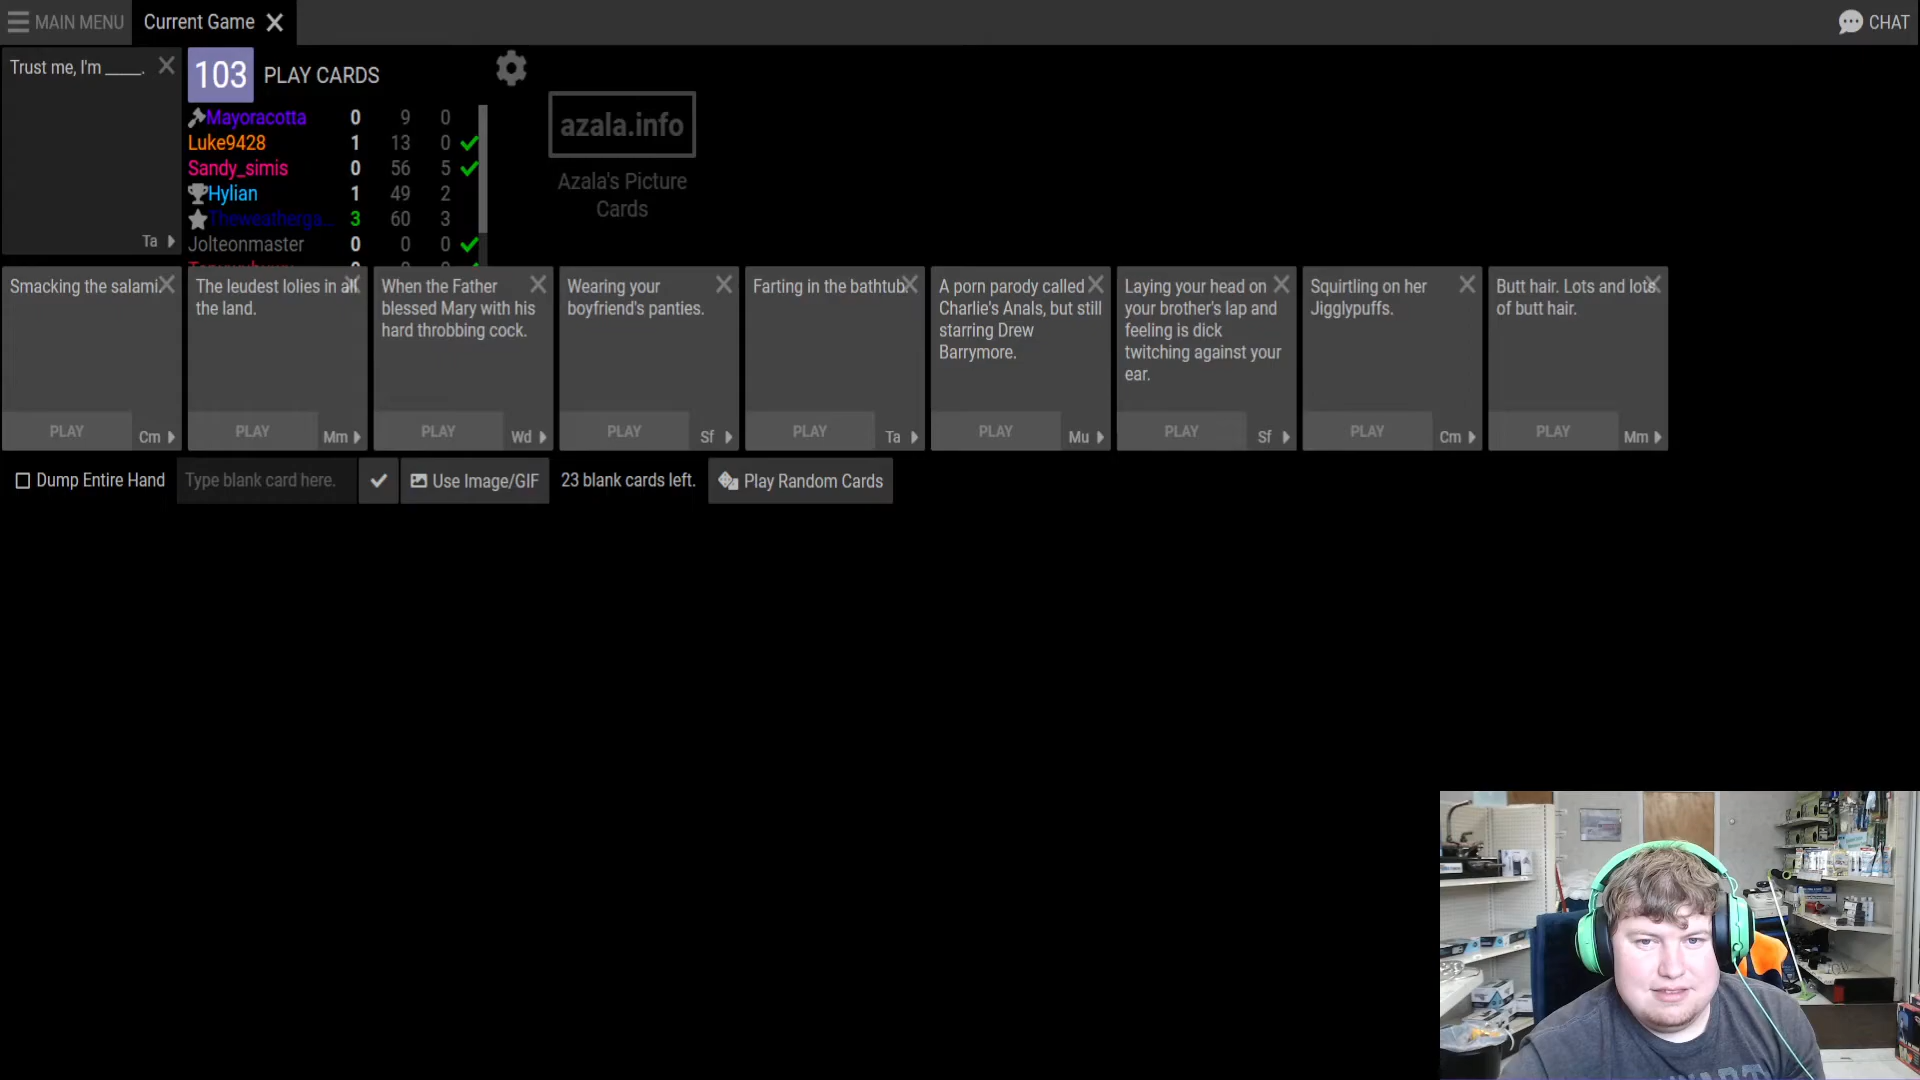 MAIN MENU
Current Game
CHAT
Trust me, I'm _____.
Ta
103 PLAY CARDS
Mayoracotta 0 9 0
Luke9428 1 13 0
Sandy_simis 0 56 5
Hylian 1 49 2
Theweatherga... 3 60 3
Jolteonmaster 0 0 0
azala.info
Azala's Picture
Cards
Smacking the salami.
PLAY
Cm
The leudest lolies in all
the land.
PLAY
Mm
When the Father
blessed Mary with his
hard throbbing cock.
PLAY
Wd
Wearing your
boyfriend's panties.
PLAY
Sf
Farting in the bathtub.
PLAY
Ta
A porn parody called
Charlie's Anals, but still
starring Drew
Barrymore.
PLAY
Mu
Laying your head on
your brother's lap and
feeling is dick
twitching against your
ear.
PLAY
Sf
Squirtling on her
Jigglypuffs.
PLAY
Cm
Butt hair. Lots and lots
of butt hair.
PLAY
Mm
Dump Entire Hand
Type blank card here.
Use Image/GIF
23 blank cards left.
Play Random Cards